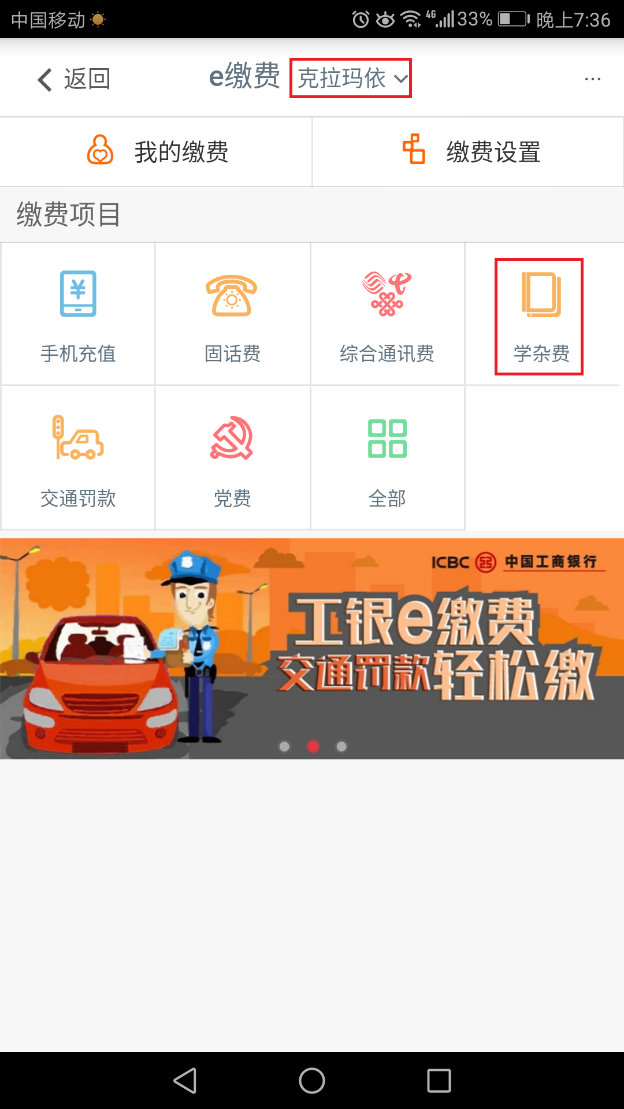 中国移动 4G 33% 晚上7:36
返回 e缴费 克拉玛依 ...
我的缴费 缴费设置
缴费项目
手机充值 固话费 综合通讯费 学杂费
交通罚款 党费 全部
ICBC 中国工商银行
工银e缴费
交通罚款轻松缴